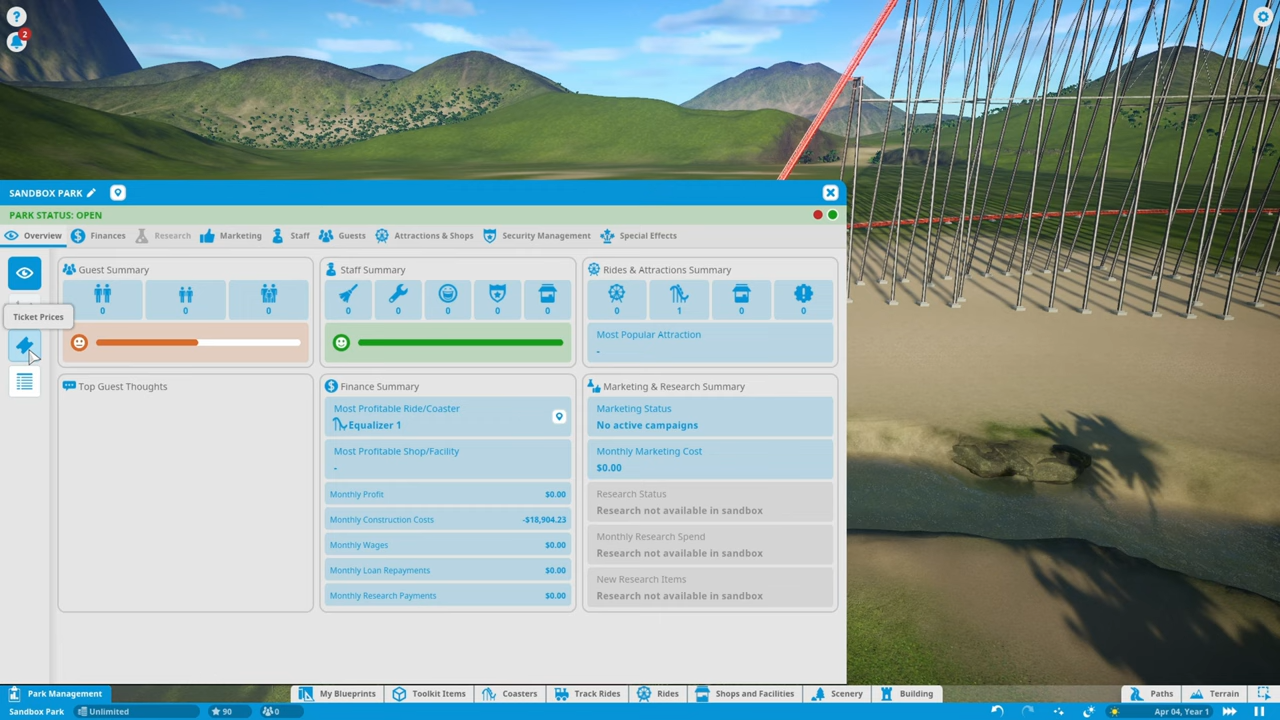 ?
2
SANDBOX PARK
PARK STATUS: OPEN
Overview Finances Research Marketing Staff Guests Attractions & Shops Security Management Special Effects
Ticket Prices
Guest Summary
0 0 0
Staff Summary
0 0 0 0 0
Rides & Attractions Summary
0 1 0 0
Most Popular Attraction
-
Top Guest Thoughts
Finance Summary
Most Profitable Ride/Coaster
Equalizer 1
Most Profitable Shop/Facility
-
Monthly Profit $0.00
Monthly Construction Costs -$18,904.23
Monthly Wages $0.00
Monthly Loan Repayments $0.00
Monthly Research Payments $0.00
Marketing & Research Summary
Marketing Status
No active campaigns
Monthly Marketing Cost
$0.00
Research Status
Research not available in sandbox
Monthly Research Spend
Research not available in sandbox
New Research Items
Research not available in sandbox
Park Management My Blueprints Toolkit Items Coasters Track Rides Rides Shops and Facilities Scenery Building Paths Terrain
Sandbox Park Unlimited 90 0 Apr 04, Year 1